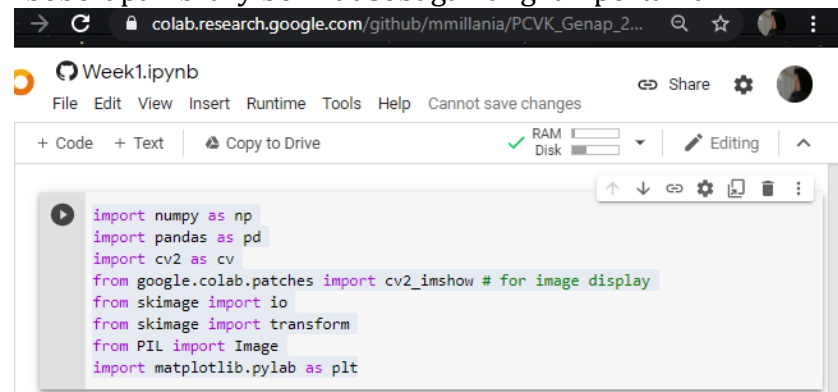 colab.research.google.com/github/mmillania/PCVK_Genap_2...
Week1.ipynb
Share
File Edit View Insert Runtime Tools Help Cannot save changes
+ Code + Text Copy to Drive
RAM
Disk
Editing
import numpy as np
import pandas as pd
import cv2 as cv
from google.colab.patches import cv2_imshow # for image display
from skimage import io
from skimage import transform
from PIL import Image
import matplotlib.pylab as plt